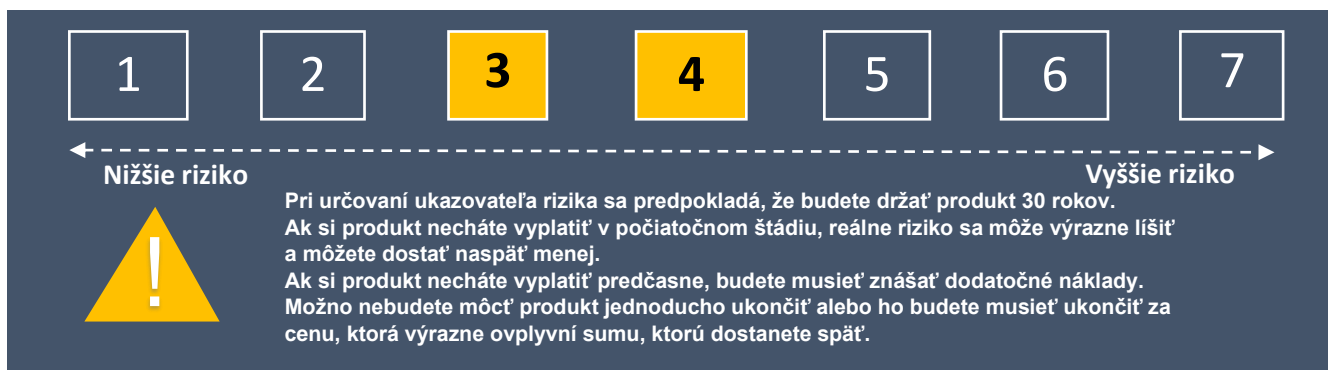 1 2 3 4 5 6 7
Nižšie riziko Vyššie riziko
Pri určovaní ukazovateľa rizika sa predpokladá, že budete držať produkt 30 rokov.
Ak si produkt necháte vyplatiť v počiatočnom štádiu, reálne riziko sa môže výrazne líšiť
a môžete dostať naspäť menej.
Ak si produkt necháte vyplatiť predčasne, budete musieť znášať dodatočné náklady.
Možno nebudete môcť produkt jednoducho ukončiť alebo ho budete musieť ukončiť za
cenu, ktorá výrazne ovplyvní sumu, ktorú dostanete späť.
!